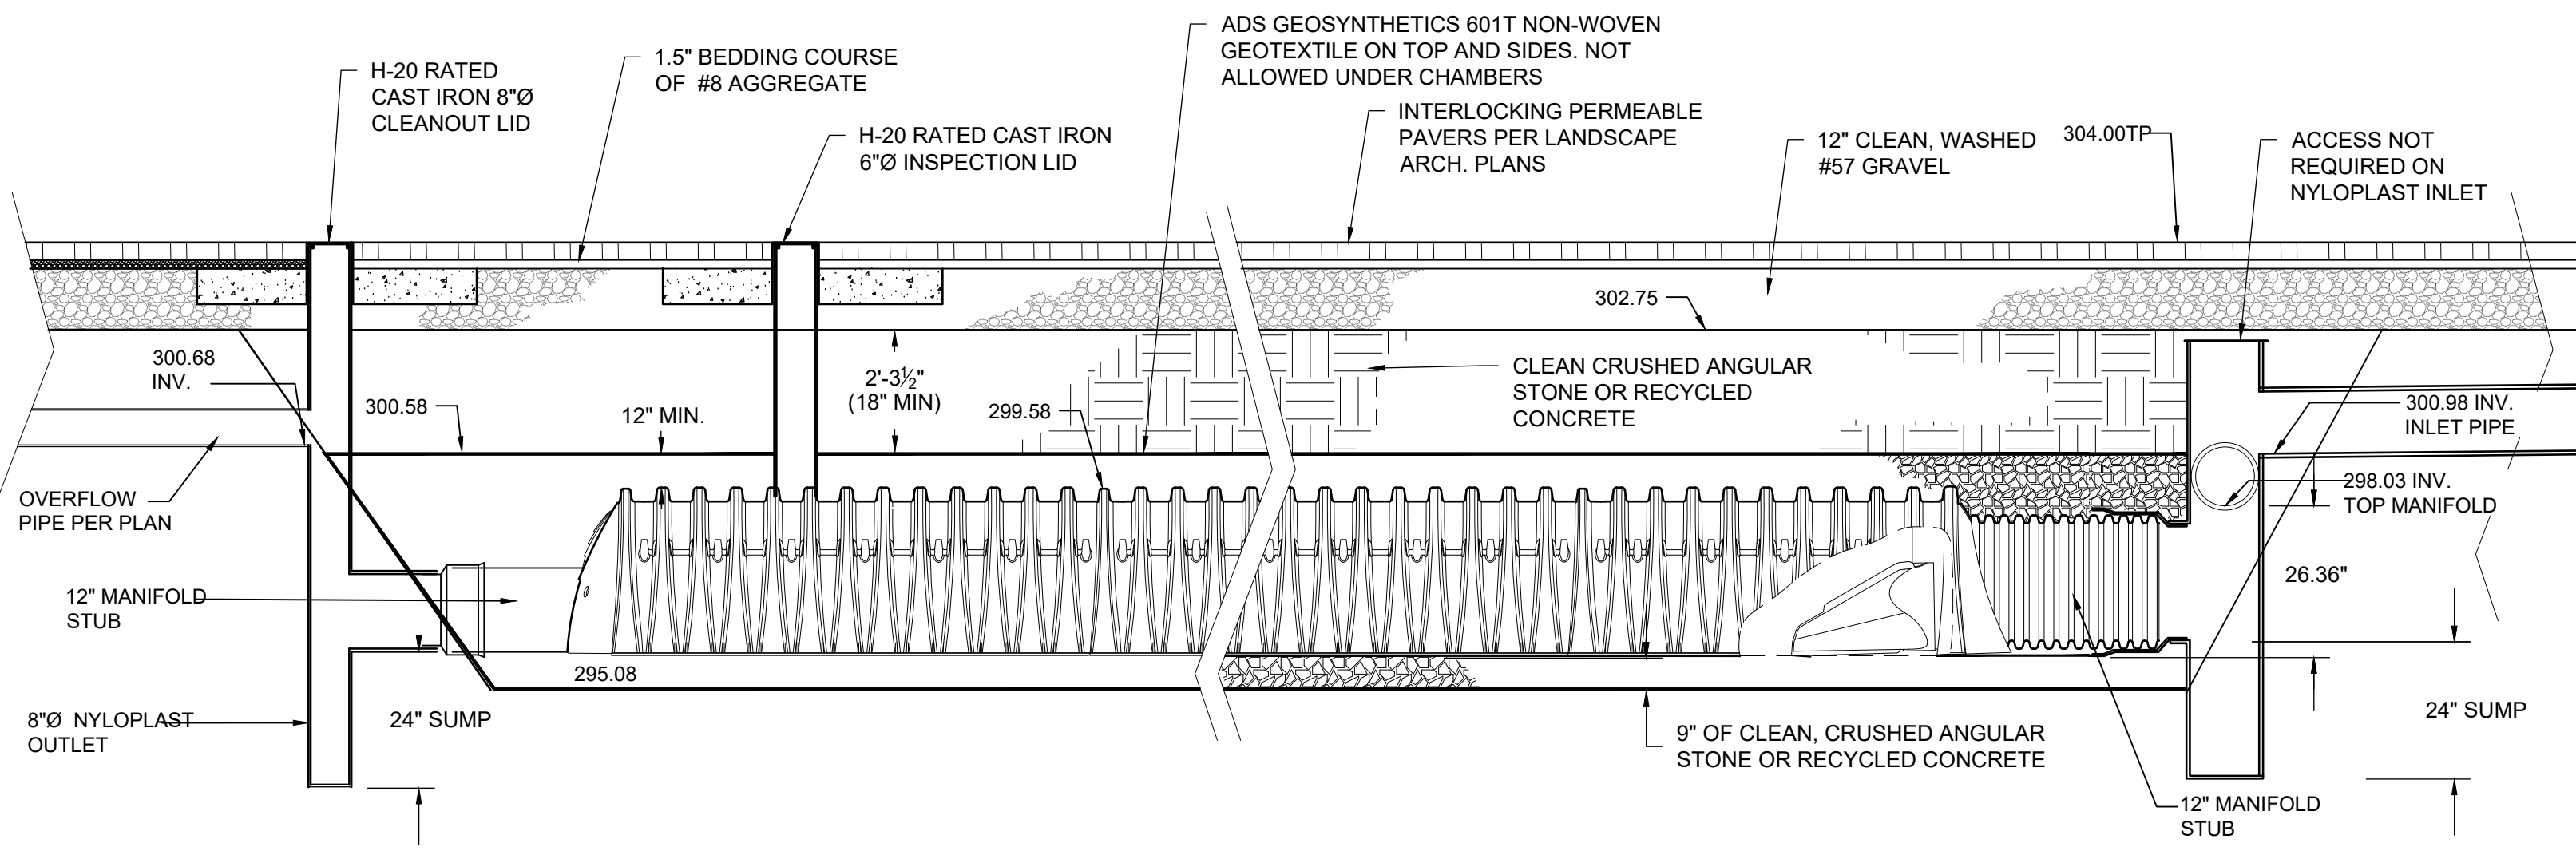 ADS GEOSYNTHETICS 601T NON-WOVEN
GEOTEXTILE ON TOP AND SIDES. NOT
ALLOWED UNDER CHAMBERS
1.5" BEDDING COURSE
OF #8 AGGREGATE
H-20 RATED
CAST IRON 8"Ø
CLEANOUT LID
H-20 RATED CAST IRON
6"Ø INSPECTION LID
INTERLOCKING PERMEABLE
PAVERS PER LANDSCAPE
ARCH. PLANS
12" CLEAN, WASHED
#57 GRAVEL
304.00TP
ACCESS NOT
REQUIRED ON
NYLOPLAST INLET
302.75
300.68
INV.
300.58
12" MIN.
2'-3½"
(18" MIN)
299.58
CLEAN CRUSHED ANGULAR
STONE OR RECYCLED
CONCRETE
300.98 INV.
INLET PIPE
298.03 INV.
TOP MANIFOLD
OVERFLOW
PIPE PER PLAN
12" MANIFOLD
STUB
26.36"
295.08
8"Ø NYLOPLAST
OUTLET
24" SUMP
9" OF CLEAN, CRUSHED ANGULAR
STONE OR RECYCLED CONCRETE
24" SUMP
12" MANIFOLD
STUB